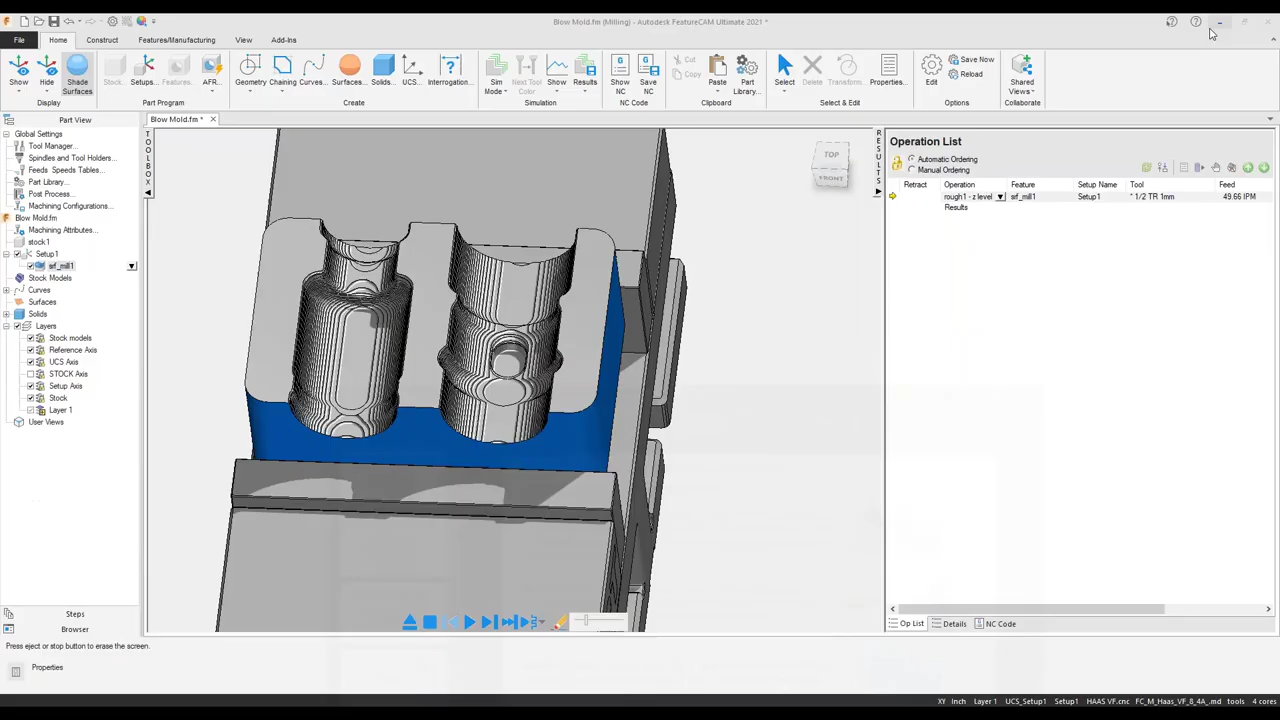 Blow Mold.fm (Milling) - Autodesk FeatureCAM Ultimate 2021 *
File Home Construct Features/Manufacturing View Add-Ins
Show Hide Shade Surfaces
Display
Stock Setups... Features... AFR...
Part Program
Geometry Chaining Curves... Surfaces Solids UCS... Interrogation...
Create
Sim Mode Next Tool Color Show Results
Simulation
Show NC Save NC
NC Code
Cut Copy Paste Part Library...
Clipboard
Select Delete Transform... Properties...
Select & Edit
Edit Save Now Reload
Options
Shared Views
Collaborate
Part View
Blow Mold.fm *
Global Settings
Tool Manager...
Spindles and Tool Holders...
Feeds Speeds Tables...
Part Library...
Post Process...
Machining Configurations...
Blow Mold.fm
Machining Attributes...
stock1
Setup1
srf_mill1
Stock Models
Curves
Surfaces
Solids
Layers
Stock models
Reference Axis
UCS Axis
STOCK Axis
Setup Axis
Stock
Layer 1
User Views
Steps
Browser
TOOLBOX
TOP
FRONT
RESULTS
Operation List
Automatic Ordering
Manual Ordering
Retract Operation Feature Setup Name Tool Feed
rough1 - z level srf_mill1 Setup1 * 1/2 TR 1mm 49.66 IPM
Results
Op List Details NC Code
Press eject or stop button to erase the screen.
Properties
XY Inch Layer 1 UCS_Setup1 Setup1 HAAS VF.cnc FC_M_Haas_VF_8_4A_.md tools 4 cores